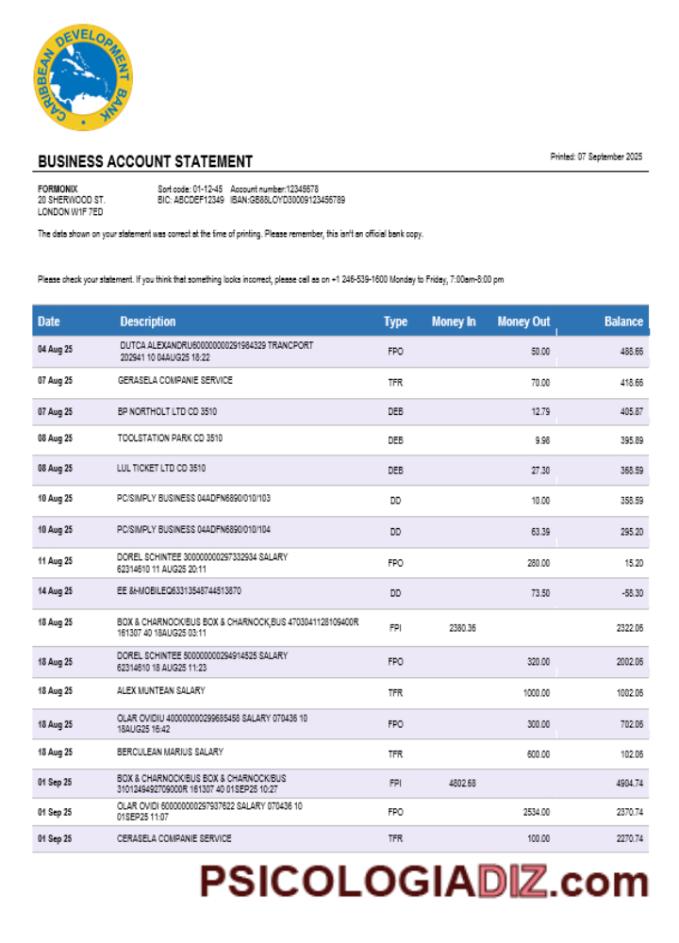 CARIBBEAN DEVELOPMENT BANK
BUSINESS ACCOUNT STATEMENT
Printed: 07 September 2025
FORMONIX
Sort code: 01-12-45 Account number:12345678
20 SHERWOOD ST.
BIC: ABCDEF12349 IBAN:GB88LOYD30009123456789
LONDON W1F 7ED
The data shown on your statement was correct at the time of printing. Please remember, this isn't an official bank copy.
Please check your statement. If you think that something looks incorrect, please call as on +1 246-539-1600 Monday to Friday, 7:00am-8:00 pm
Date Description Type Money In Money Out Balance
04 Aug 25 DUTCA ALEXANDRU600000000291984329 TRANCPORT
202941 10 04AUG25 18:22 FPO 50.00 488.66
07 Aug 25 GERASELA COMPANIE SERVICE TFR 70.00 418.66
07 Aug 25 BP NORTHOLT LTD CD 3510 DEB 12.79 405.87
08 Aug 25 TOOLSTATION PARK CD 3510 DEB 9.98 395.89
08 Aug 25 LUL TICKET LTD CD 3510 DEB 27.30 368.59
10 Aug 25 PC/SIMPLY BUSINESS 04ADFN6890/010/103 DD 10.00 358.59
10 Aug 25 PC/SIMPLY BUSINESS 04ADFN6890/010/104 DD 63.39 295.20
11 Aug 25 DOREL SCHINTEE 300000000297332934 SALARY
62314610 11 AUG25 20:11 FPO 280.00 15.20
14 Aug 25 EE &t-MOBILEQ63313548744513870 DD 73.50 -58.30
18 Aug 25 BOX & CHARNOCK/BUS BOX & CHARNOCK,BUS 4703041128109400R
161307 40 18AUG25 03:11 FPI 2380.36 2322.06
18 Aug 25 DOREL SCHINTEE 500000000294914525 SALARY
62314610 18 AUG25 11:23 FPO 320.00 2002.06
18 Aug 25 ALEX MUNTEAN SALARY TFR 1000.00 1002.06
18 Aug 25 OLAR OVIDIU 400000000299685456 SALARY 070436 10
18AUG25 16:42 FPO 300.00 702.06
18 Aug 25 BERCULEAN MARIUS SALARY TFR 600.00 102.06
01 Sep 25 BOX & CHARNOCK/BUS BOX & CHARNOCK/BUS
3101249492709000R 161307 40 01SEP25 10:27 FPI 4802.68 4904.74
01 Sep 25 OLAR OVIDI 600000000297937622 SALARY 070436 10
01SEP25 11:07 FPO 2534.00 2370.74
01 Sep 25 CERASELA COMPANIE SERVICE TFR 100.00 2270.74
PSICOLOGIADIZ.com